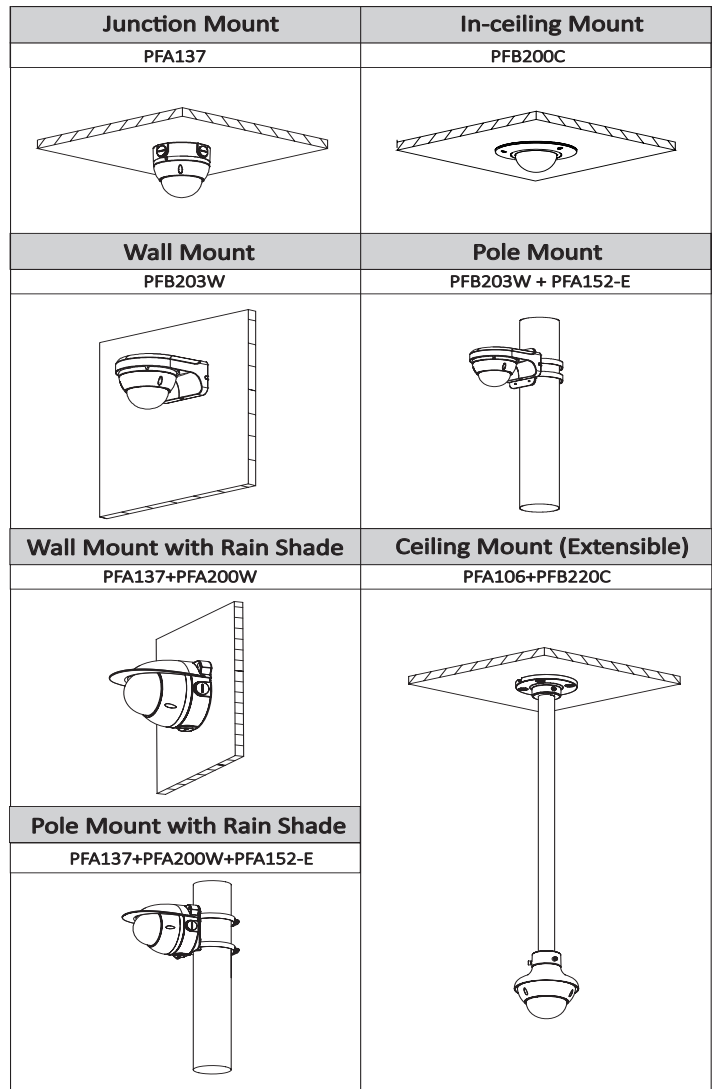 Junction Mount
PFA137
In-ceiling Mount
PFB200C
Wall Mount
PFB203W
Pole Mount
PFB203W + PFA152-E
Wall Mount with Rain Shade
PFA137+PFA200W
Ceiling Mount (Extensible)
PFA106+PFB220C
Pole Mount with Rain Shade
PFA137+PFA200W+PFA152-E